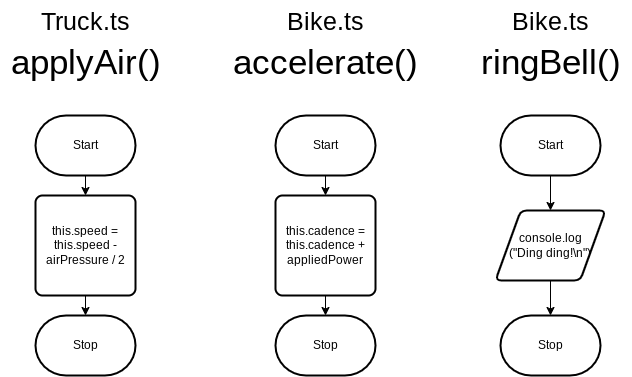 Truck.ts
applyAir()
Start
this.speed =
this.speed -
airPressure / 2
Stop
Bike.ts
accelerate()
Start
this.cadence =
this.cadence +
appliedPower
Stop
Bike.ts
ringBell()
Start
console.log
("Ding ding!\n")
Stop